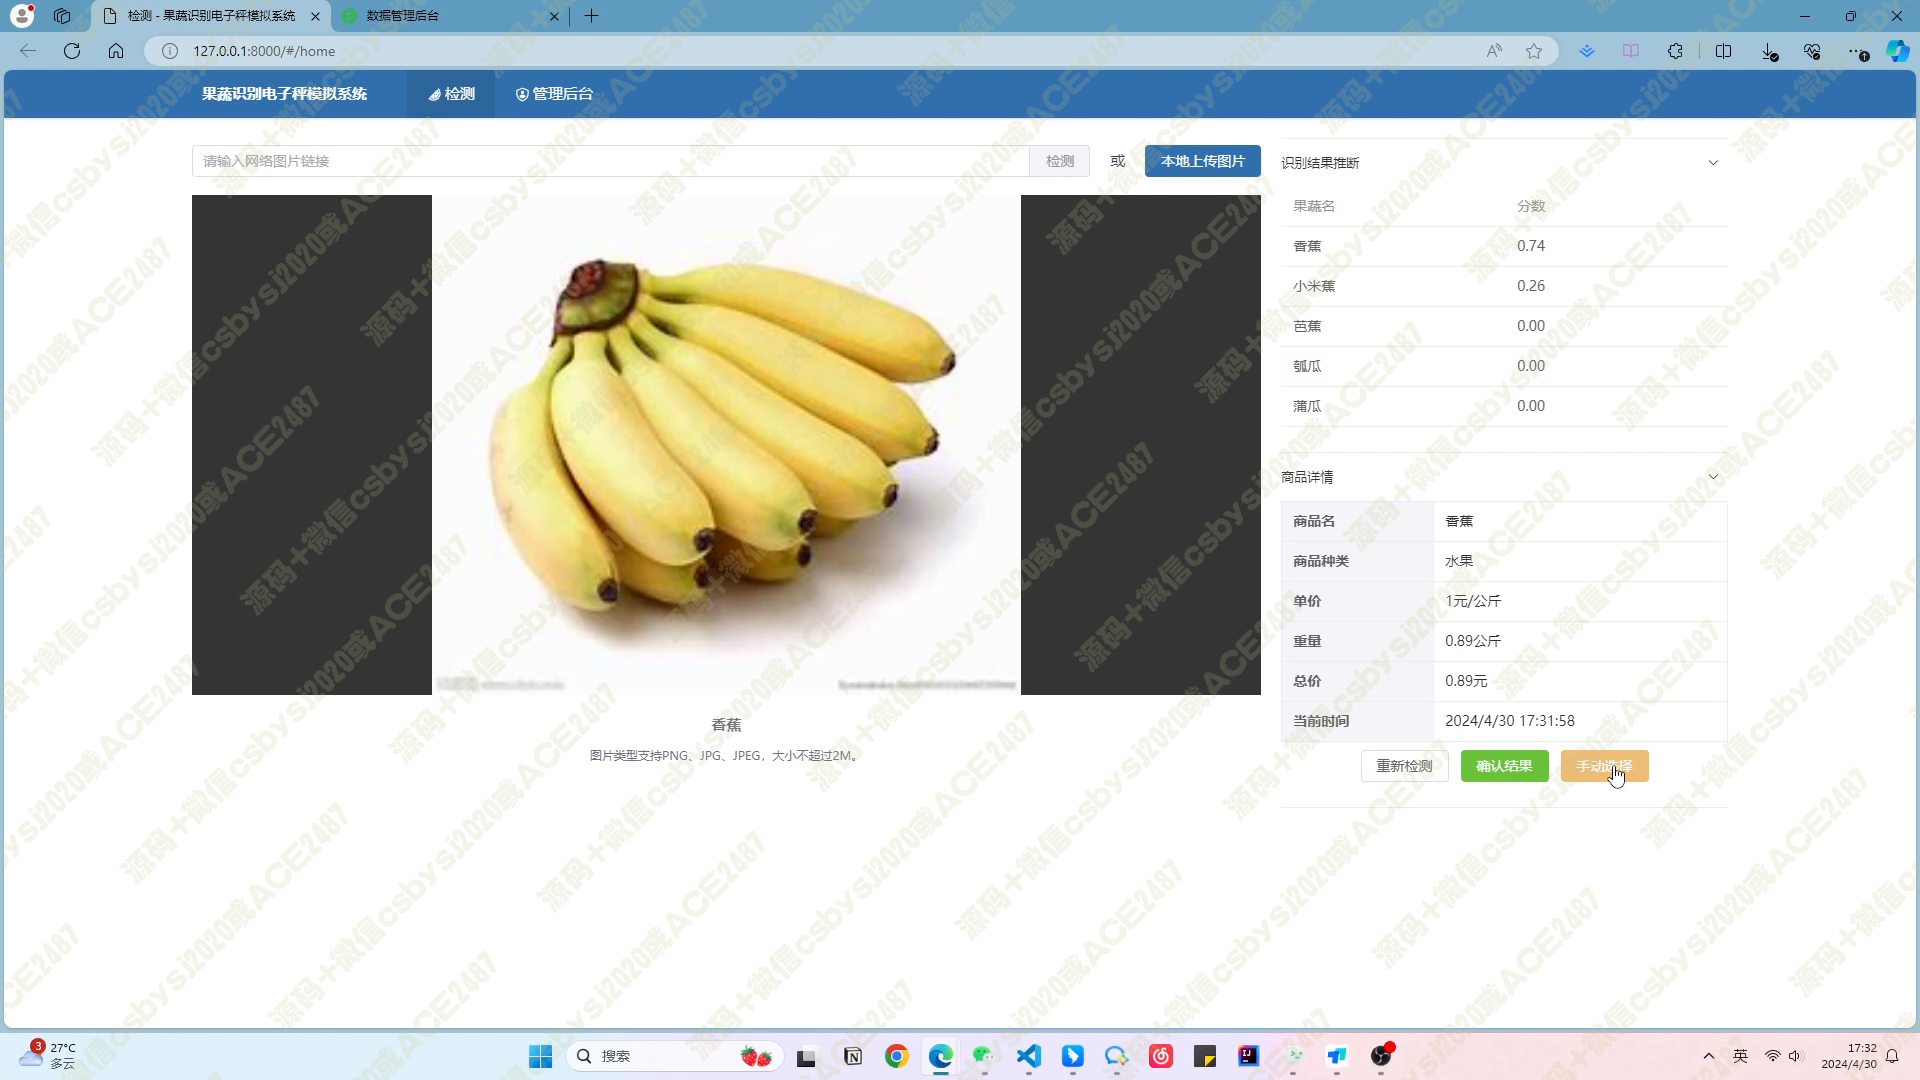 检测 - 果蔬识别电子秤模拟系统
数据管理后台
127.0.0.1:8000/#/home
果蔬识别电子秤模拟系统
检测
管理后台
请输入网络图片链接
检测
或
本地上传图片
香蕉
图片类型支持PNG、JPG、JPEG，大小不超过2M。
识别结果推断
果蔬名 分数
香蕉 0.74
小米蕉 0.26
芭蕉 0.00
瓠瓜 0.00
蒲瓜 0.00
商品详情
商品名 香蕉
商品种类 水果
单价 1元/公斤
重量 0.89公斤
总价 0.89元
当前时间 2024/4/30 17:31:58
重新检测
确认结果
手动选择
源码+微信csbysj2020或ACE2487
3
27°C
多云
搜索
英
17:32
2024/4/30